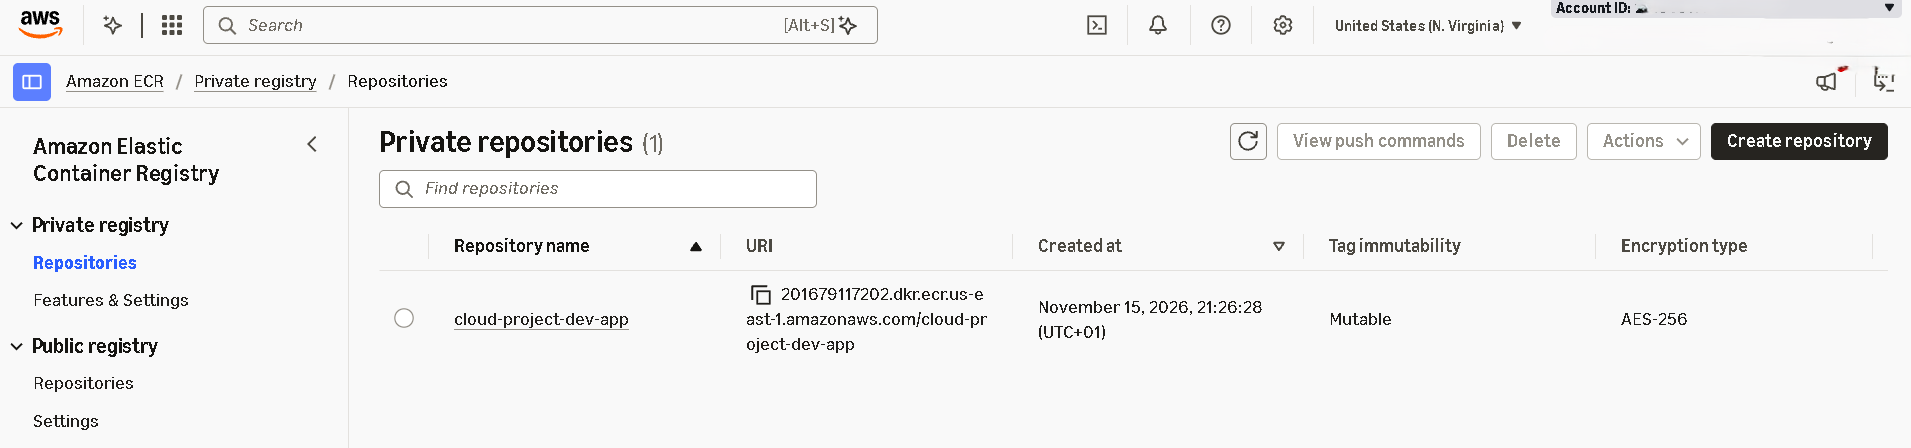 aws
Search
[Alt+S]
United States (N. Virginia)
Account ID:
Amazon ECR / Private registry / Repositories
Amazon Elastic
Container Registry
Private registry
Repositories
Features & Settings
Public registry
Repositories
Settings
Private repositories (1)
View push commands
Delete
Actions
Create repository
Find repositories
Repository name
URI
Created at
Tag immutability
Encryption type
cloud-project-dev-app
201679117202.dkr.ecr.us-e
ast-1.amazonaws.com/cloud-pr
oject-dev-app
November 15, 2026, 21:26:28
(UTC+01)
Mutable
AES-256